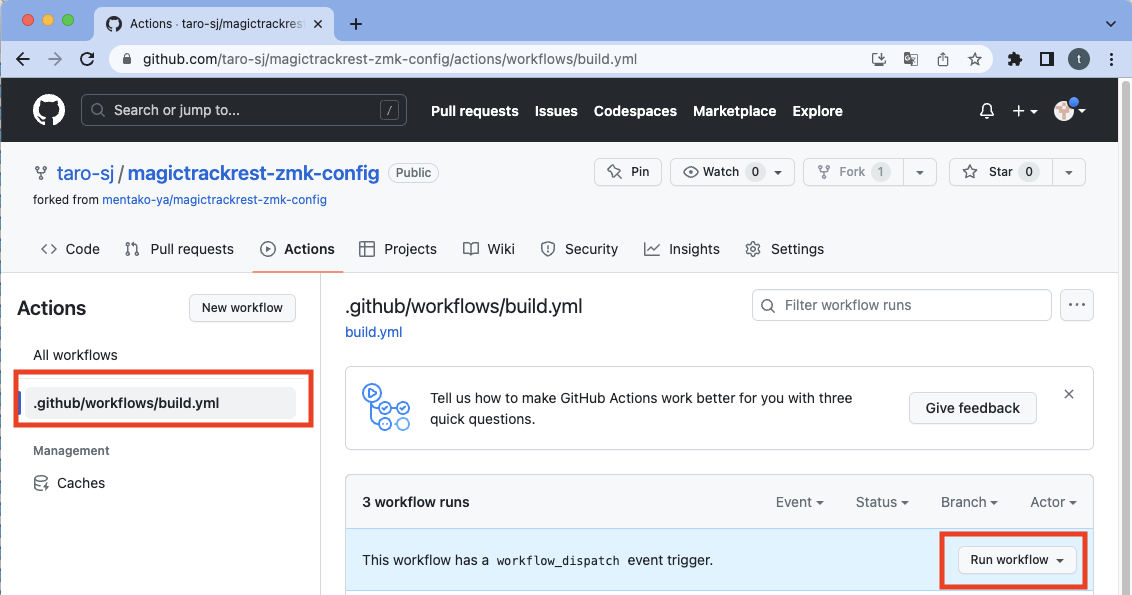 Actions · taro-sj/magictrackrest
github.com/taro-sj/magictrackrest-zmk-config/actions/workflows/build.yml
t
Search or jump to...
/
Pull requests
Issues
Codespaces
Marketplace
Explore
taro-sj / magictrackrest-zmk-config
Public
Pin
Watch 0
Fork 1
Star 0
forked from mentako-ya/magictrackrest-zmk-config
Code
Pull requests
Actions
Projects
Wiki
Security
Insights
Settings
Actions
New workflow
All workflows
.github/workflows/build.yml
Management
Caches
.github/workflows/build.yml
build.yml
Filter workflow runs
Tell us how to make GitHub Actions work better for you with three
quick questions.
Give feedback
3 workflow runs
Event
Status
Branch
Actor
This workflow has a workflow_dispatch event trigger.
Run workflow